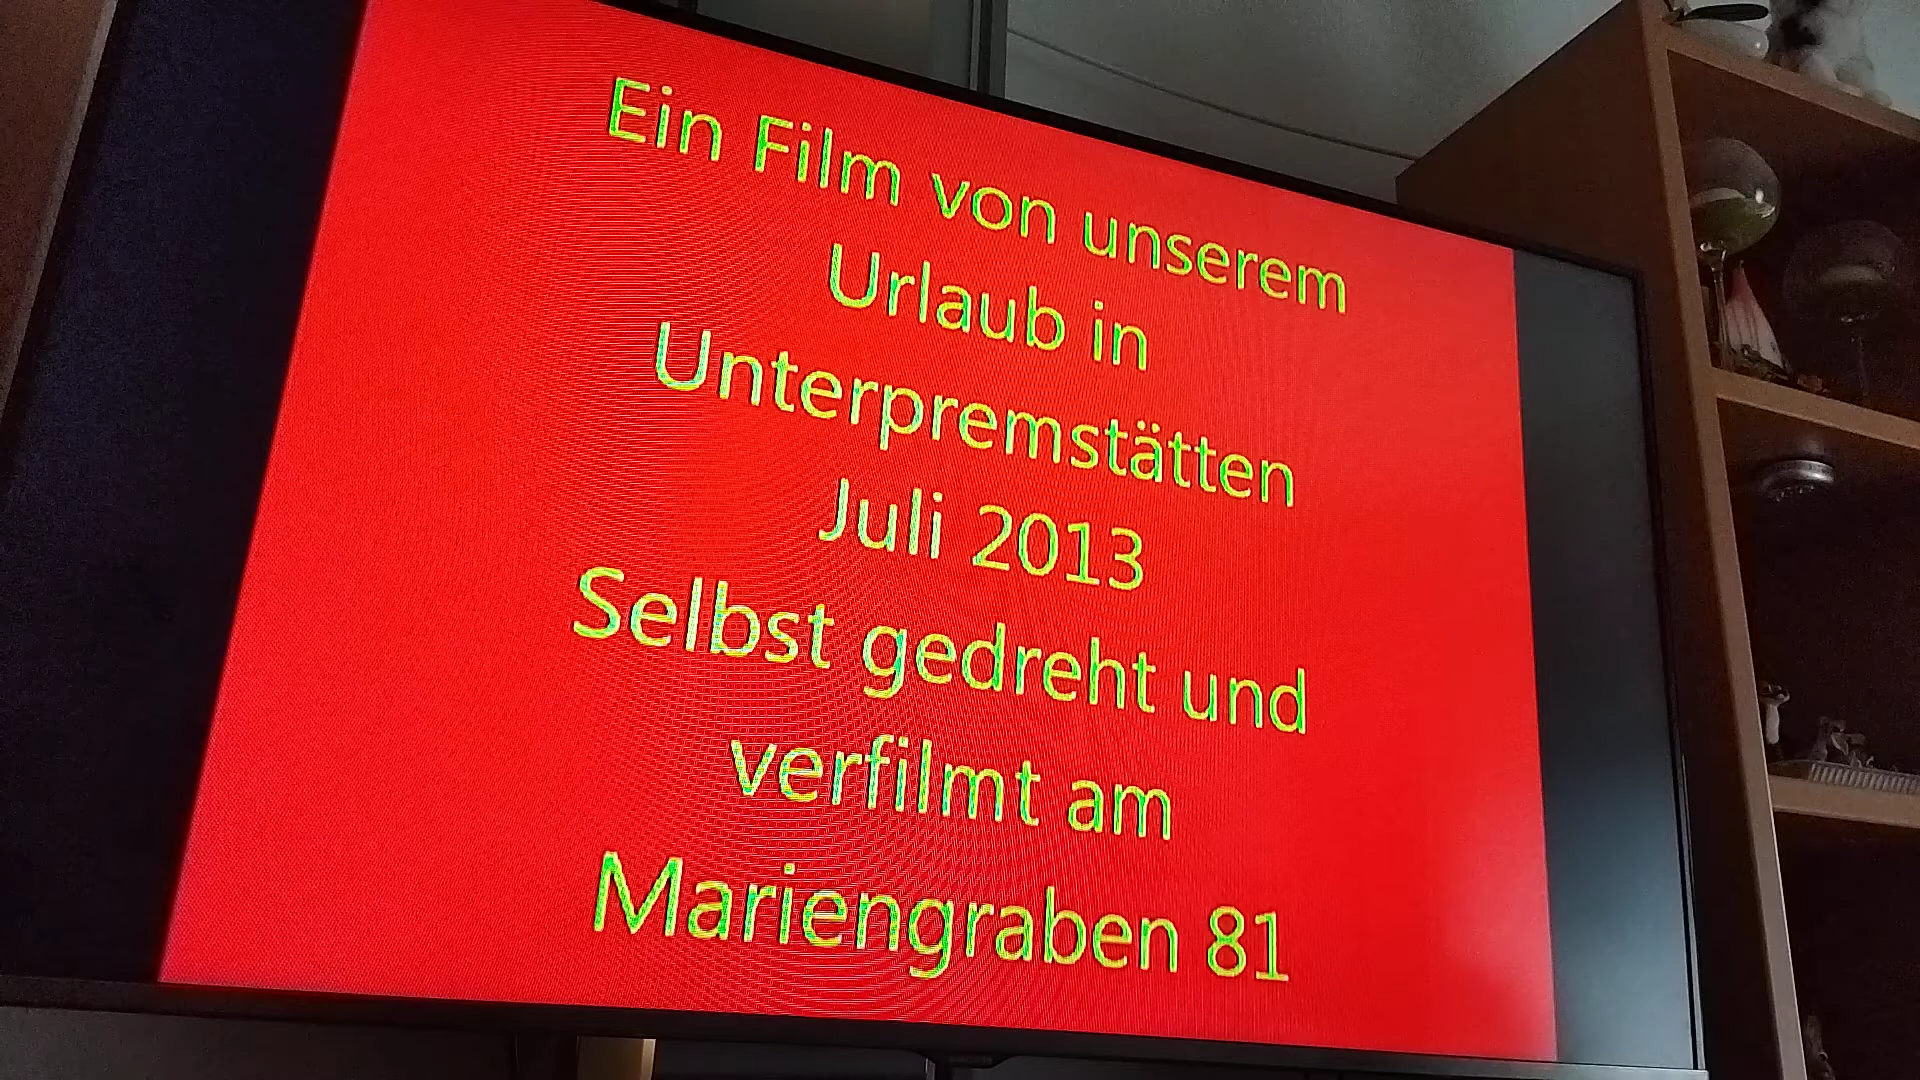 Ein Film von unserem
Urlaub in
Unterpremstätten
Juli 2013
Selbst gedreht und
verfilmt am
Mariengraben 81